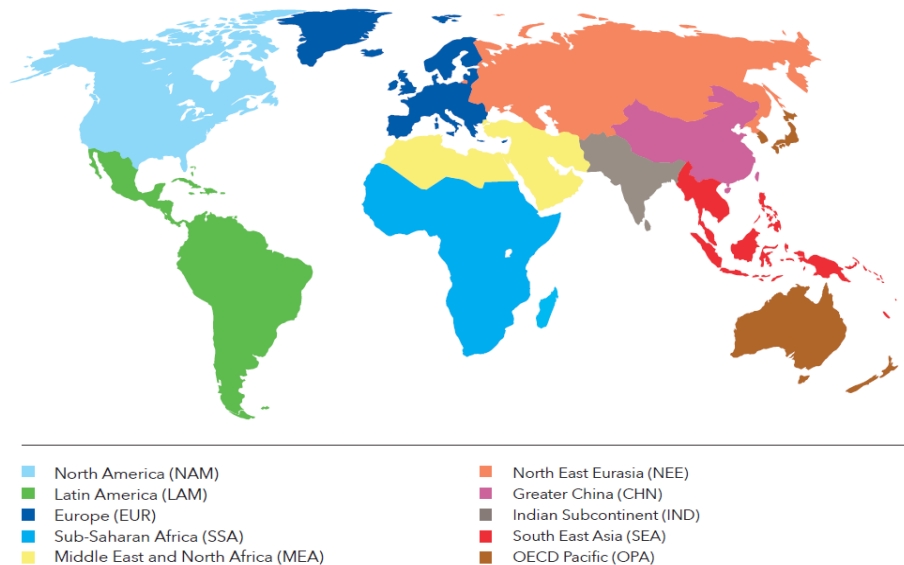 North America (NAM)
Latin America (LAM)
Europe (EUR)
Sub-Saharan Africa (SSA)
Middle East and North Africa (MEA)
North East Eurasia (NEE)
Greater China (CHN)
Indian Subcontinent (IND)
South East Asia (SEA)
OECD Pacific (OPA)